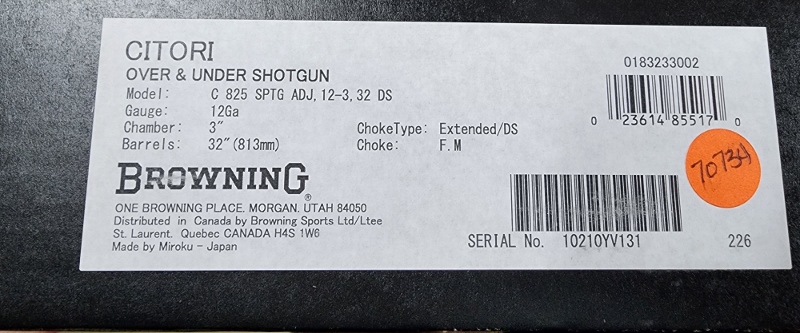 CITORI
OVER & UNDER SHOTGUN
Model: C 825 SPTG ADJ,12-3,32 DS
Gauge: 12Ga
Chamber: 3" ChokeType: Extended/DS
Barrels: 32"(813mm) Choke: F.M
BROWNING®
ONE BROWNING PLACE, MORGAN, UTAH 84050
Distributed in Canada by Browning Sports Ltd/Ltee
St. Laurent. Quebec CANADA H4S 1W6
Made by Miroku - Japan
0183233002
0 23614 85517 0
70734
SERIAL No. 10210YV131 226